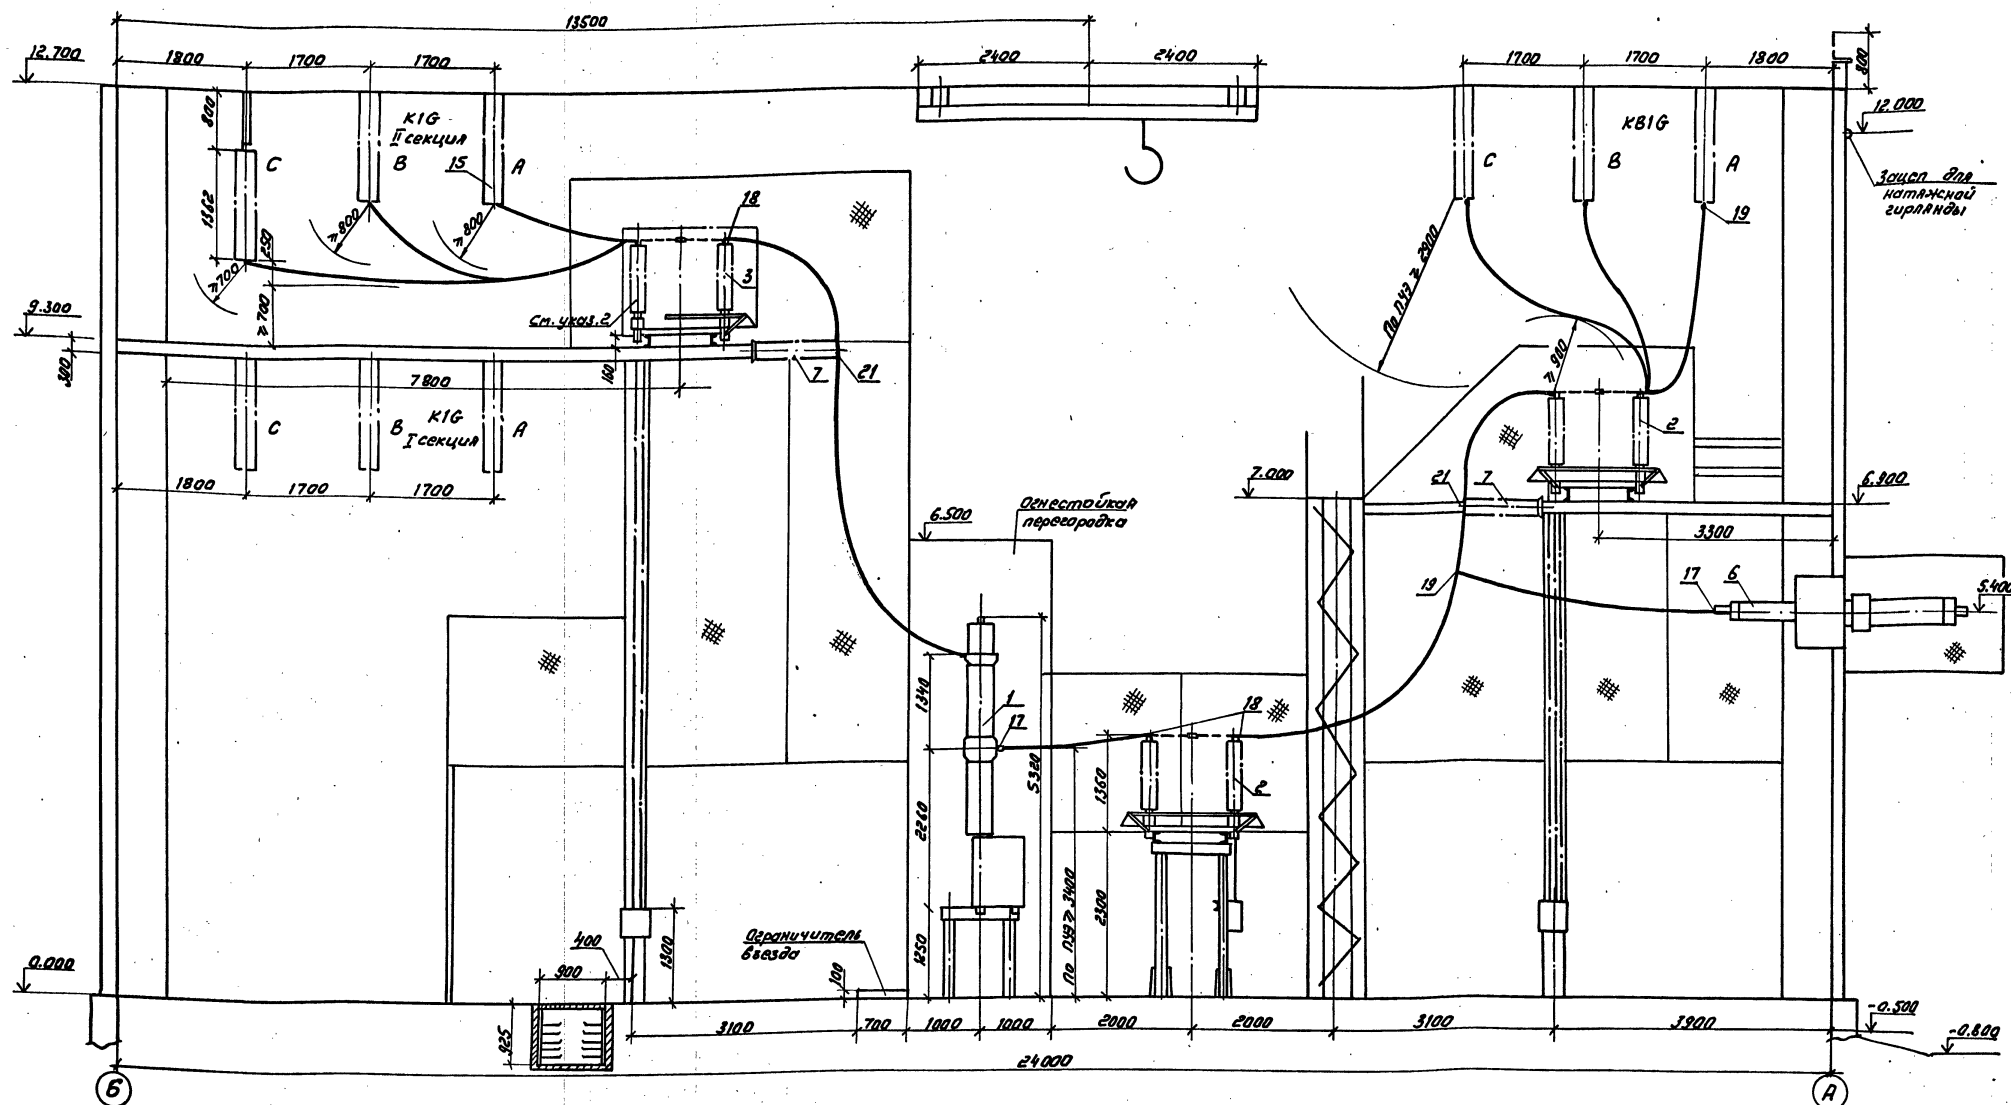 13500
12.700
1800
1700
1700
2400
2400
1700
1700
1800
800
12.000
800
К1G
II секция
КВ1G
С
15
В
А
С
В
А
Зацеп для
натяжной
гирлянды
1362
250
≥800
≥800
18
19
≥700
По ПУЭ ≥ 2900
3
9.300
≥700
См. указ. 2
300
160
≥900
7800
7
21
С
В
К1G
I секция
А
2
1800
1700
1700
7.000
21
7
6.900
Огнестойкая
перегородка
6.500
3300
19
17
6
5.400
1340
1
17
18
5320
1360
2
2260
По ПУЭ ≥ 3400
2300
1250
Ограничитель
въезда
1300
400
900
100
0.000
925
3100
700
1000
1000
2000
2000
3100
3900
-0.500
-0.800
24000
Б
А